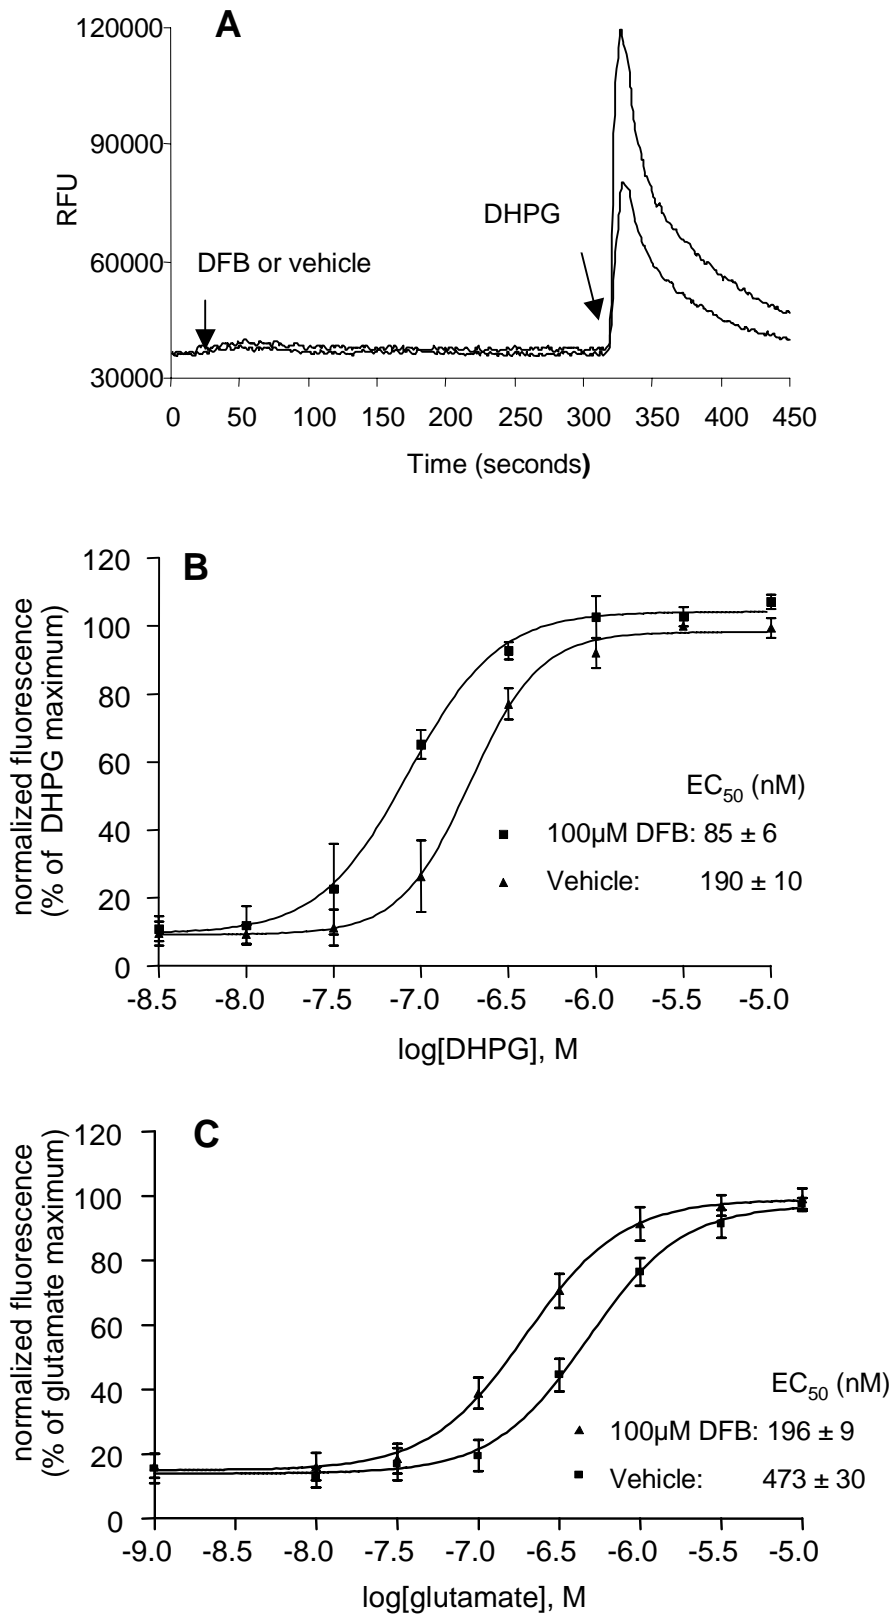 A
120000
90000
60000
30000
RFU
DFB or vehicle
DHPG
0 50 100 150 200 250 300 350 400 450
Time (seconds)
B
120
100
80
60
40
20
0
normalized fluorescence
(% of DHPG maximum)
EC50 (nM)
100µM DFB: 85 ± 6
Vehicle: 190 ± 10
-8.5 -8.0 -7.5 -7.0 -6.5 -6.0 -5.5 -5.0
log[DHPG], M
C
120
100
80
60
40
20
0
normalized fluorescence
(% of glutamate maximum)
EC50 (nM)
100µM DFB: 196 ± 9
Vehicle: 473 ± 30
-9.0 -8.5 -8.0 -7.5 -7.0 -6.5 -6.0 -5.5 -5.0
log[glutamate], M